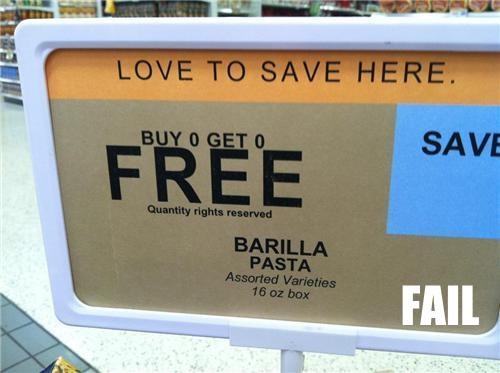 LOVE TO SAVE HERE.
BUY 0 GET 0
FREE
Quantity rights reserved
SAVE
BARILLA
PASTA
Assorted Varieties
16 oz box
FAIL